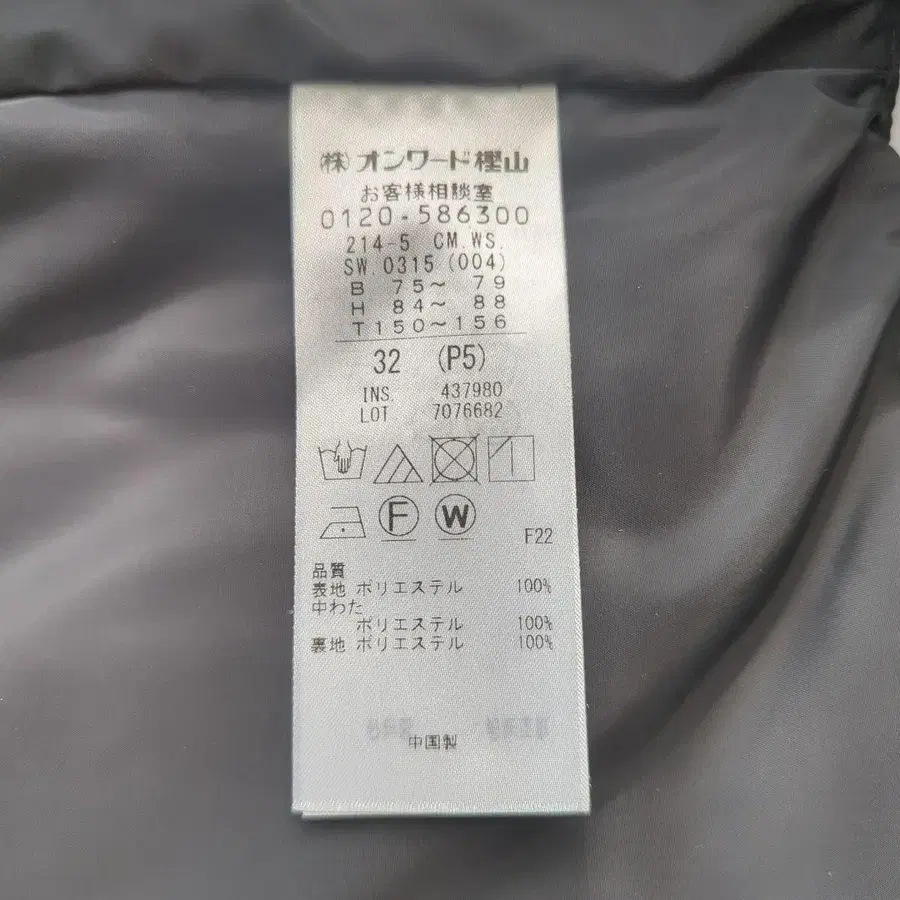 (株)オンワード樫山
お客様相談室
0120-586300
214-5 CM.WS.
SW.0315(004)
B 75～ 79
H 84～ 88
T150～156
32 (P5)
INS. 437980
LOT 7076682
F W
F22
品質
表地 ポリエステル 100%
中わた
ポリエステル 100%
裏地 ポリエステル 100%
中国製